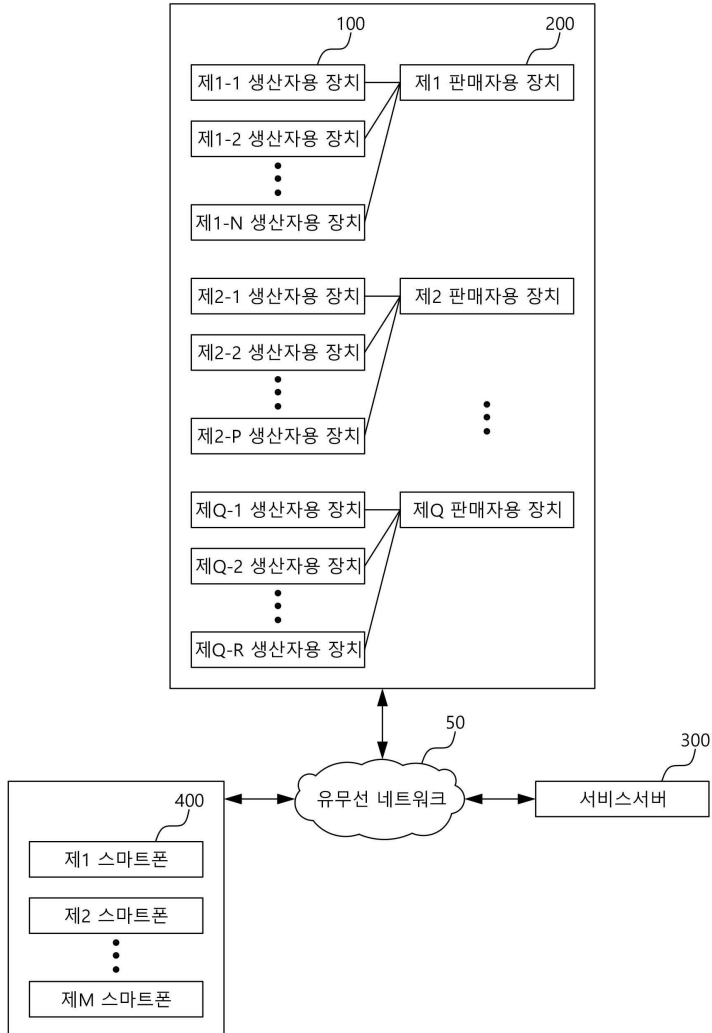 100
200
제1-1 생산자용 장치
제1 판매자용 장치
제1-2 생산자용 장치
제1-N 생산자용 장치
제2-1 생산자용 장치
제2 판매자용 장치
제2-2 생산자용 장치
제2-P 생산자용 장치
제Q-1 생산자용 장치
제Q 판매자용 장치
제Q-2 생산자용 장치
제Q-R 생산자용 장치
50
300
유무선 네트워크
서비스서버
400
제1 스마트폰
제2 스마트폰
제M 스마트폰